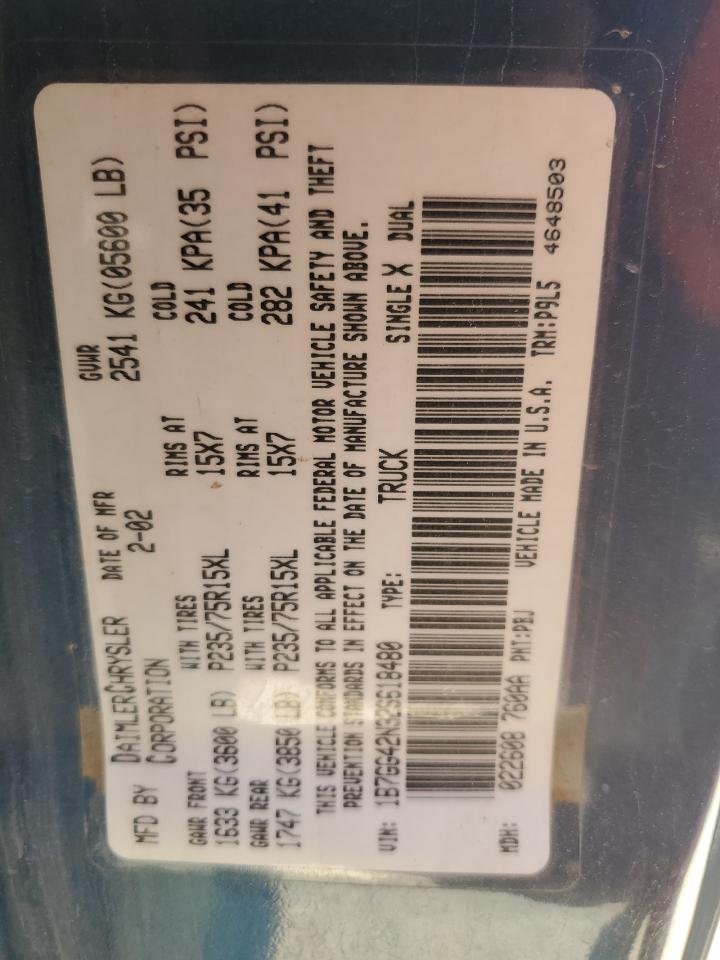 MFD BY DAIMLERCHRYSLER CORPORATION DATE OF MFR 2-02 GVWR 2541 KG(05600 LB)
GAWR FRONT WITH TIRES RIMS AT COLD
1633 KG(3600 LB) P235/75R15XL 15X7 241 KPA(35 PSI)
GAWR REAR WITH TIRES RIMS AT COLD
1747 KG(3850 LB) P235/75R15XL 15X7 282 KPA(41 PSI)
THIS VEHICLE CONFORMS TO ALL APPLICABLE FEDERAL MOTOR VEHICLE SAFETY AND THEFT
PREVENTION STANDARDS IN EFFECT ON THE DATE OF MANUFACTURE SHOWN ABOVE.
VIN: 1B7GG42N32S618480 TYPE: TRUCK SINGLE X DUAL
MDH: 022608 760AA PNT:PBJ VEHICLE MADE IN U.S.A. TRM:P9L5 4648503